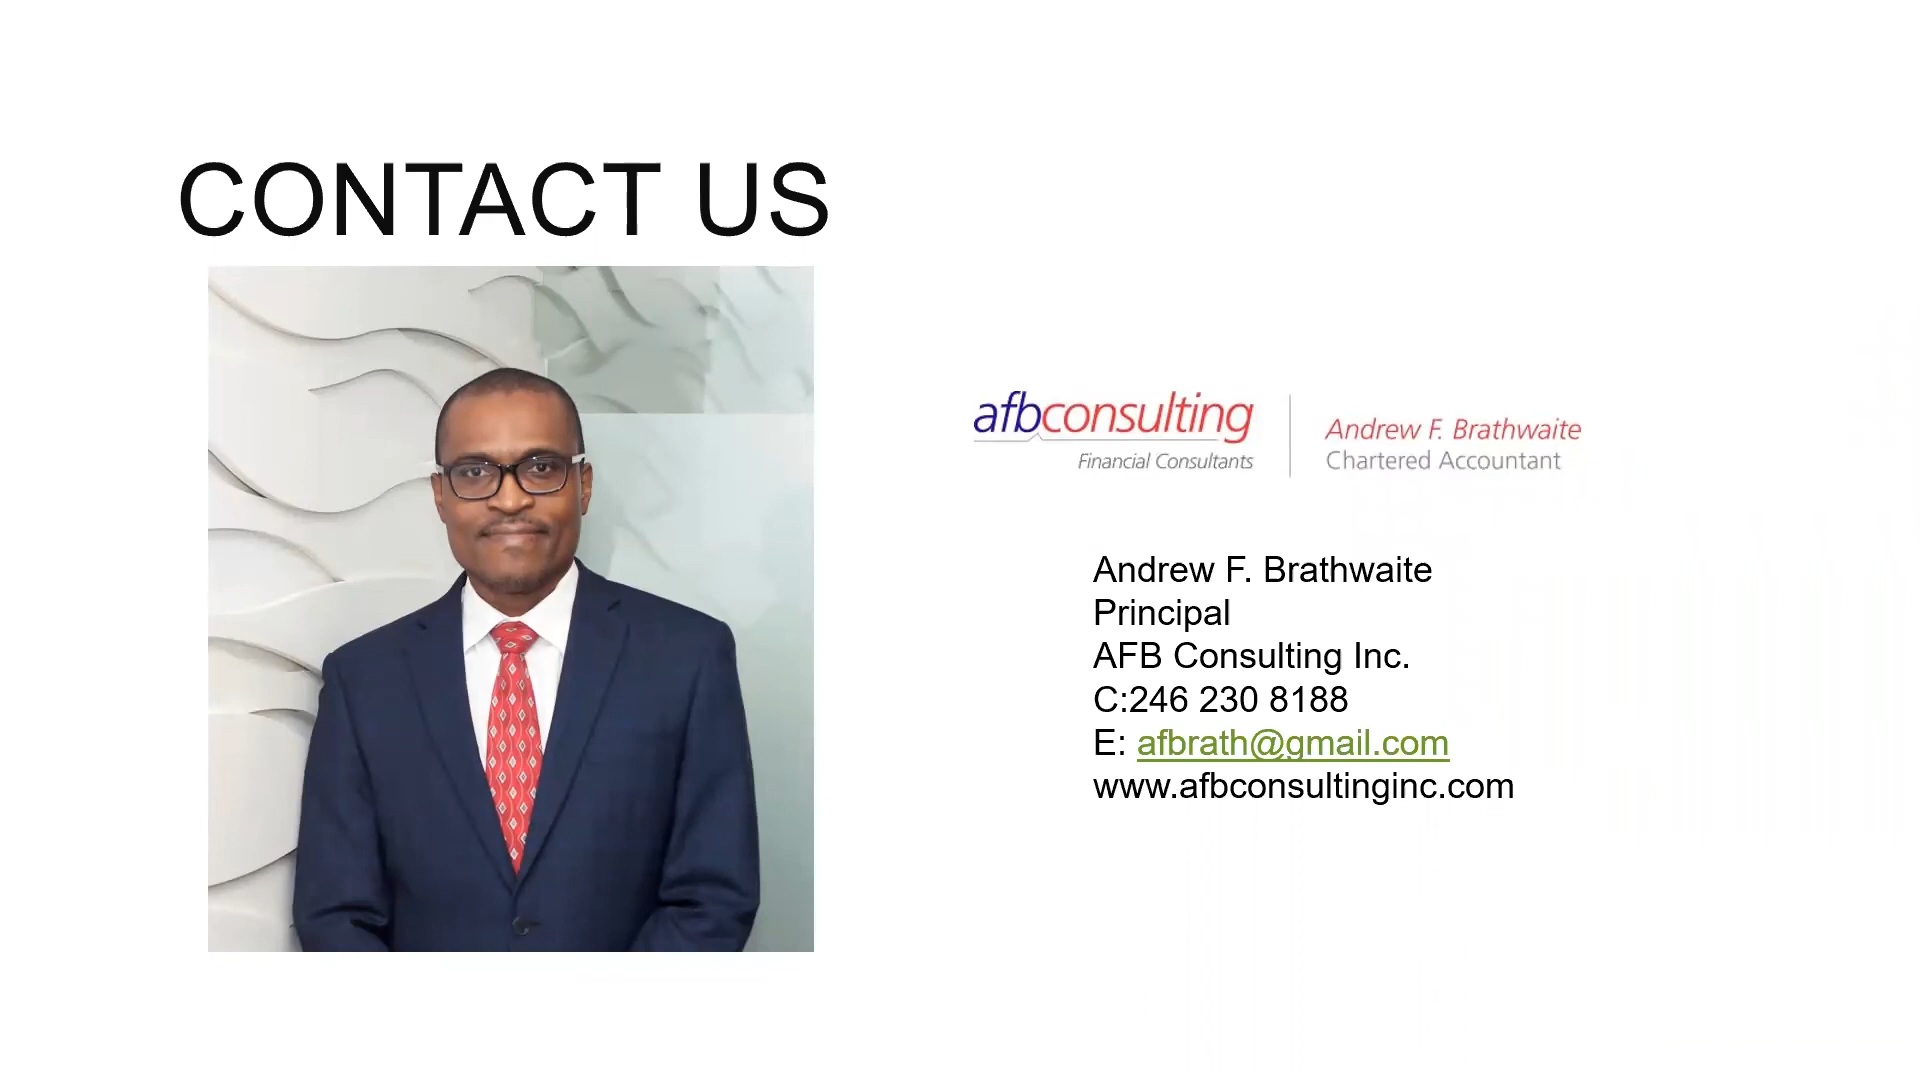 CONTACT US
afbconsulting
Financial Consultants
Andrew F. Brathwaite
Chartered Accountant
Andrew F. Brathwaite
Principal
AFB Consulting Inc.
C:246 230 8188
E: afbrath@gmail.com
www.afbconsultinginc.com